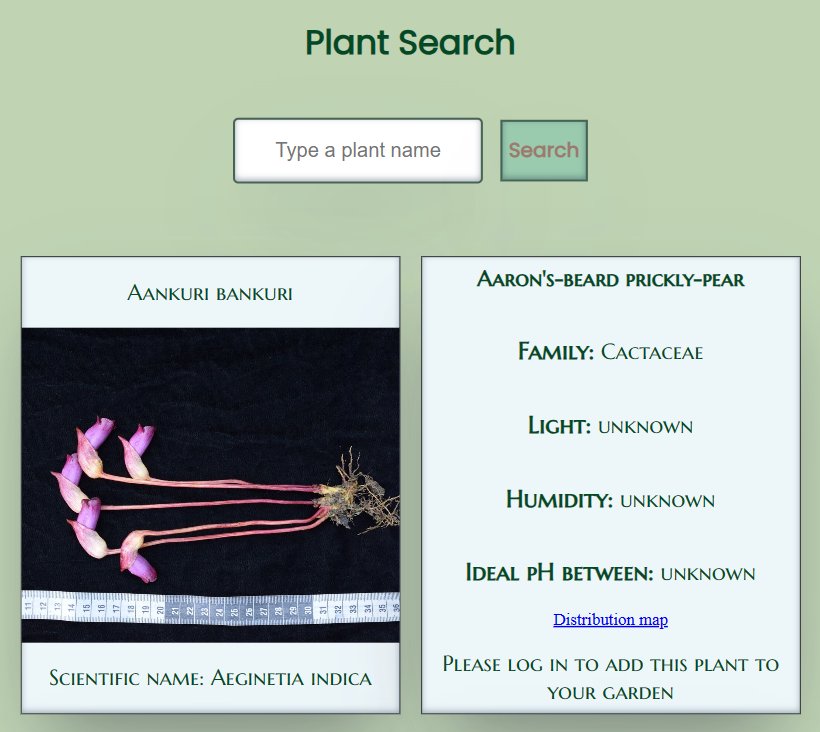 Plant Search
Type a plant name
Search
Aankuri bankuri
11 12 13 14 15 16 17 18 19 20 21 22 23 24 25 26 27 28 29 30 31 32 33 34 35 36
Scientific name: Aeginetia indica
Aaron's-beard prickly-pear
Family: Cactaceae
Light: unknown
Humidity: unknown
Ideal pH between: unknown
Distribution map
Please log in to add this plant to
your garden